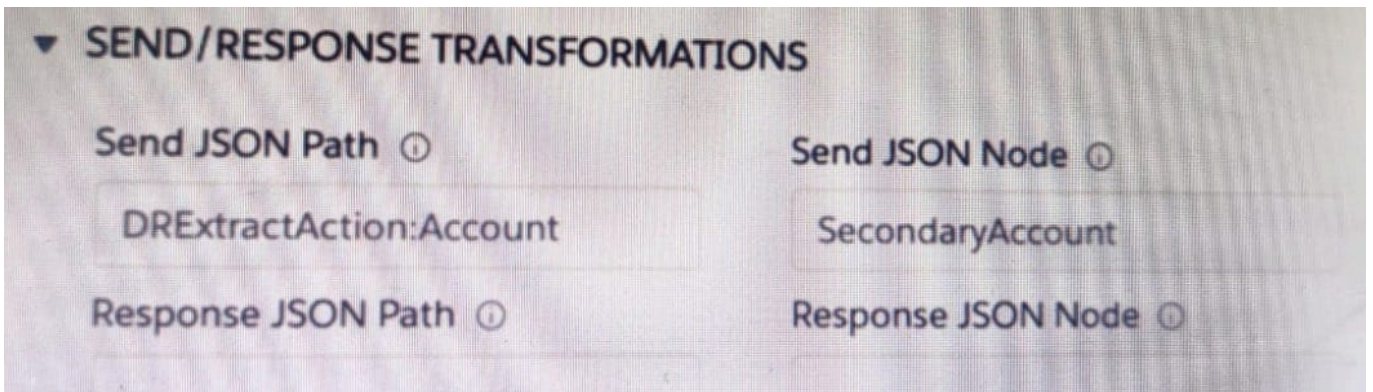 SEND/RESPONSE TRANSFORMATIONS
Send JSON Path
Send JSON Node
DRExtractAction:Account
SecondaryAccount
Response JSON Path
Response JSON Node